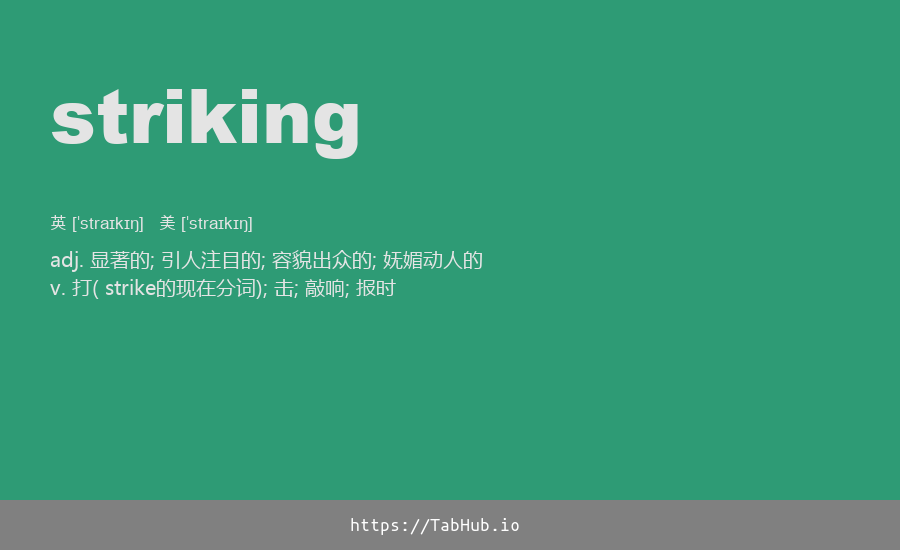 striking
英 ['straɪkɪŋ] 美 ['straɪkɪŋ]
adj. 显著的; 引人注目的; 容貌出众的; 妩媚动人的
v. 打( strike的现在分词); 击; 敲响; 报时
https://TabHub.io